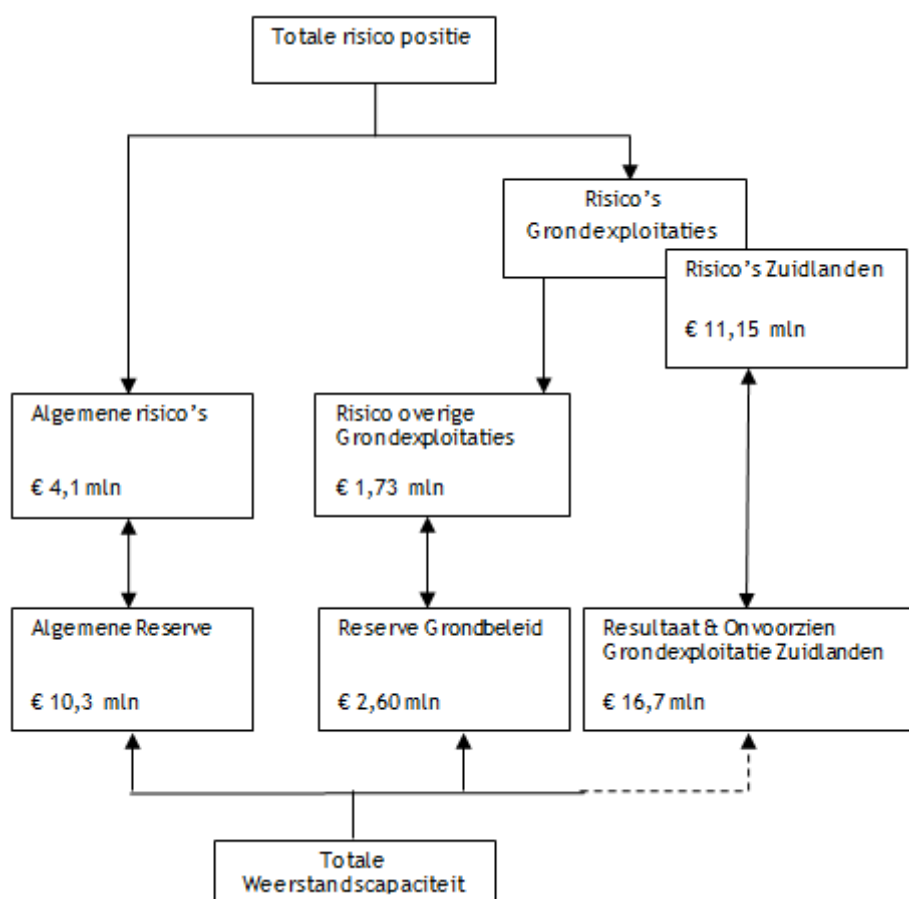 Totale risico positie
Risico’s
Grondexploitaties
Risico’s Zuidlanden
€ 11,15 mln
Algemene risico’s
€ 4,1 mln
Risico overige
Grondexploitaties
€ 1,73 mln
Algemene Reserve
€ 10,3 mln
Reserve Grondbeleid
€ 2,60 mln
Resultaat & Onvoorzien
Grondexploitatie Zuidlanden
€ 16,7 mln
Totale
Weerstandscapaciteit